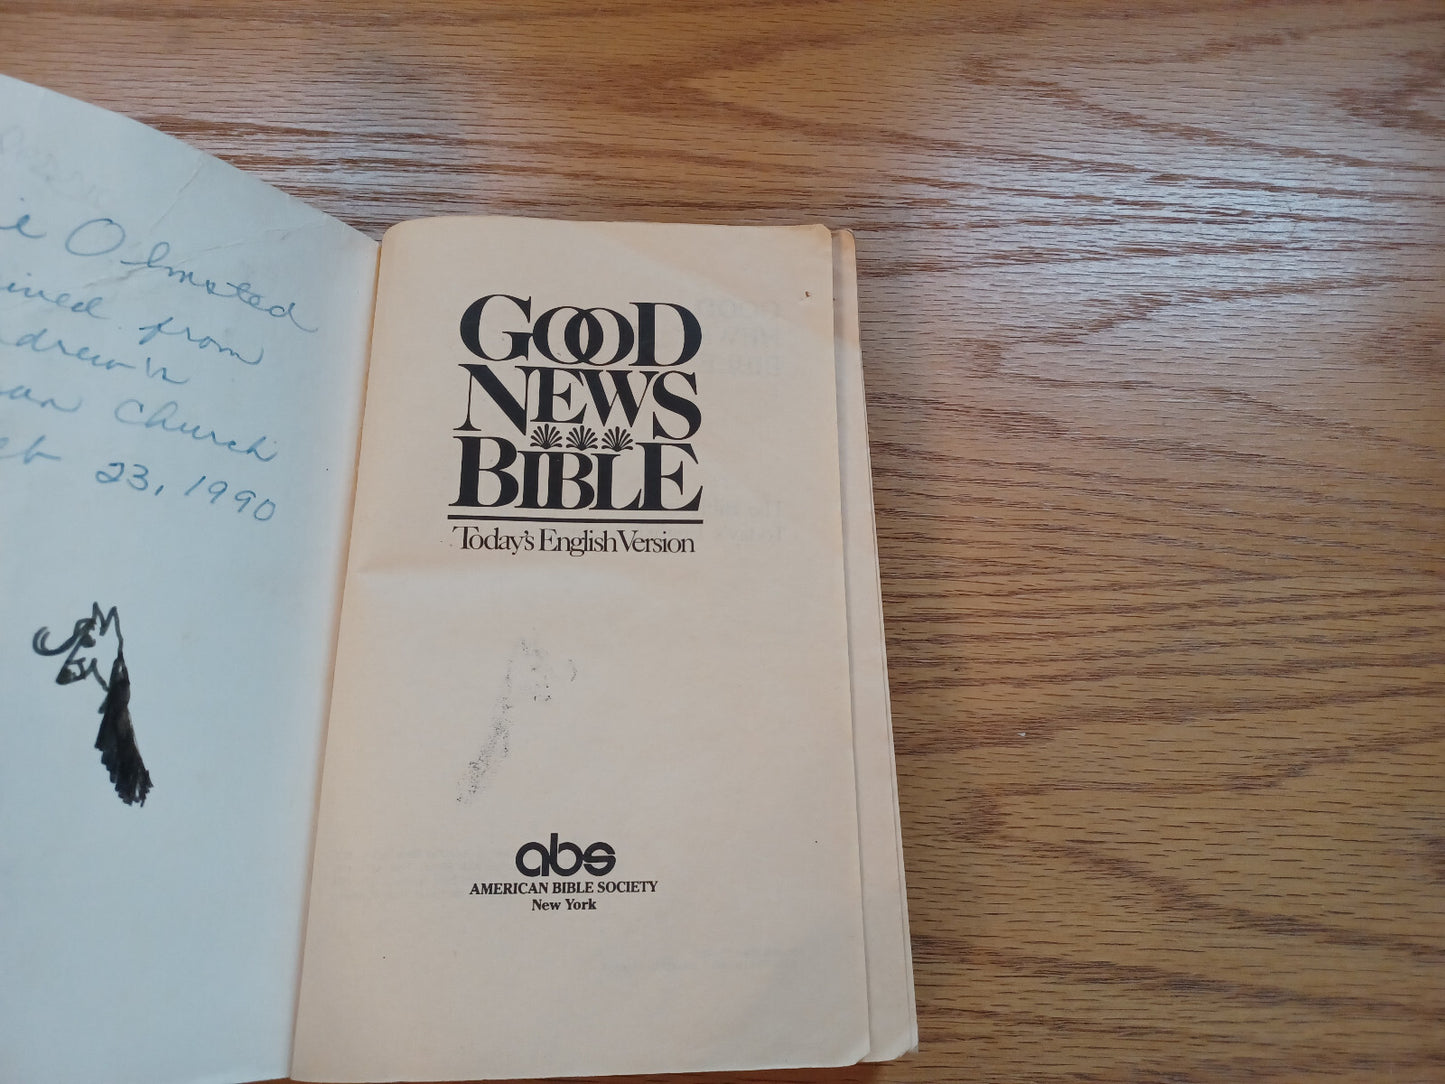 Olmsted
from
Church
23, 1990
GOOD
NEWS
BIBLE
Today's English Version
abs
AMERICAN BIBLE SOCIETY
New York